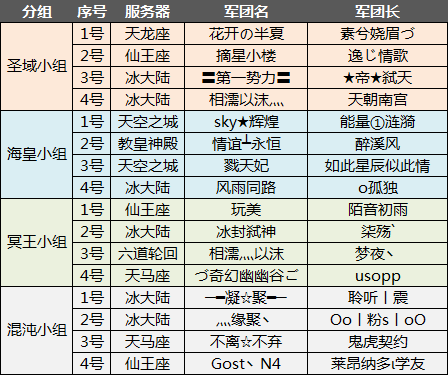 分组 序号 服务器 军团名 军团长
圣域小组 1号 天龙座 花开の半夏 素兮娆眉づ
2号 仙王座 摘星小楼 逸じ情歌
3号 冰大陆 〓第一势力〓 ★帝★弑天
4号 冰大陆 相濡以沫灬 天朝南宫
海皇小组 1号 天空之城 sky★辉煌 能量①涟漪
2号 教皇神殿 情谊┻永恒 醉溪风
3号 天空之城 戮天妃 如此星辰似此情
4号 冰大陆 风雨同路 o孤独
冥王小组 1号 仙王座 玩美 陌音初雨
2号 冰大陆 冰封弑神 柒殇`
3号 六道轮回 相濡灬以沫 梦夜丶
4号 天马座 づ奇幻幽幽谷ご usopp
混沌小组 1号 冰大陆 ─━凝☆聚━─ 聆听丨震
2号 冰大陆 灬缘聚丶 Oo丨粉s丨oO
3号 天马座 不离☆不弃 鬼虎契约
4号 仙王座 Gost丶N4 莱昂纳多ι学友